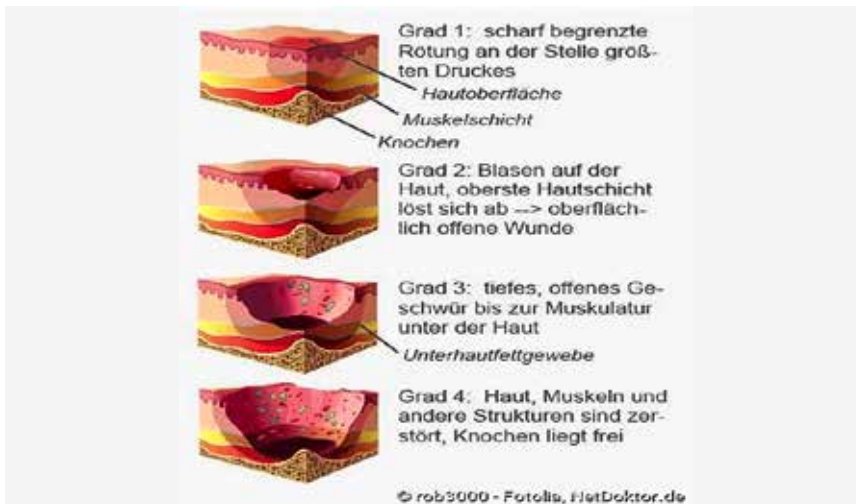 Grad 1: scharf begrenzte
Rötung an der Stelle größ-
ten Druckes
Hautoberfläche
Muskelschicht
Knochen
Grad 2: Blasen auf der
Haut, oberste Hautschicht
löst sich ab --> oberfläch-
lich offene Wunde
Grad 3: tiefes, offenes Ge-
schwür bis zur Muskulatur
unter der Haut
Unterhautfettgewebe
Grad 4: Haut, Muskeln und
andere Strukturen sind zer-
stört, Knochen liegt frei
© rob3000 - Fotolia, NetDoktor.de